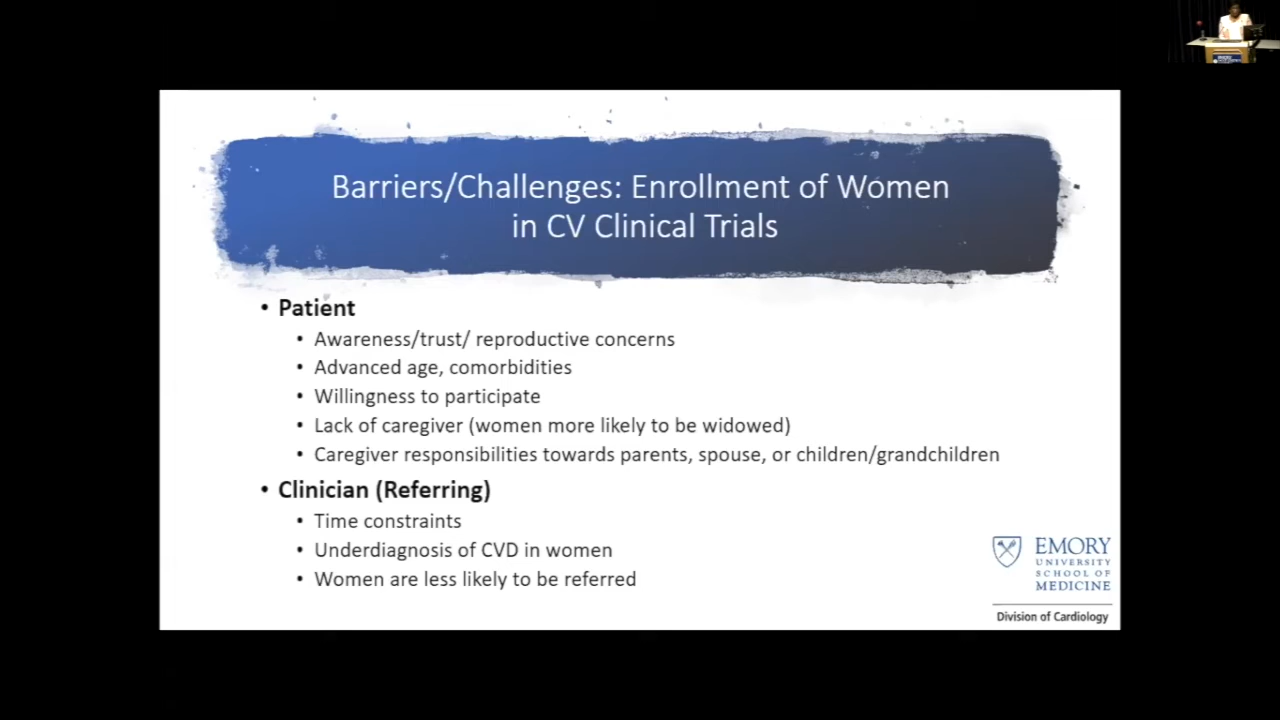 Barriers/Challenges: Enrollment of Women
in CV Clinical Trials
• Patient
• Awareness/trust/ reproductive concerns
• Advanced age, comorbidities
• Willingness to participate
• Lack of caregiver (women more likely to be widowed)
• Caregiver responsibilities towards parents, spouse, or children/grandchildren
• Clinician (Referring)
• Time constraints
• Underdiagnosis of CVD in women
• Women are less likely to be referred
EMORY
UNIVERSITY
SCHOOL OF
MEDICINE
Division of Cardiology